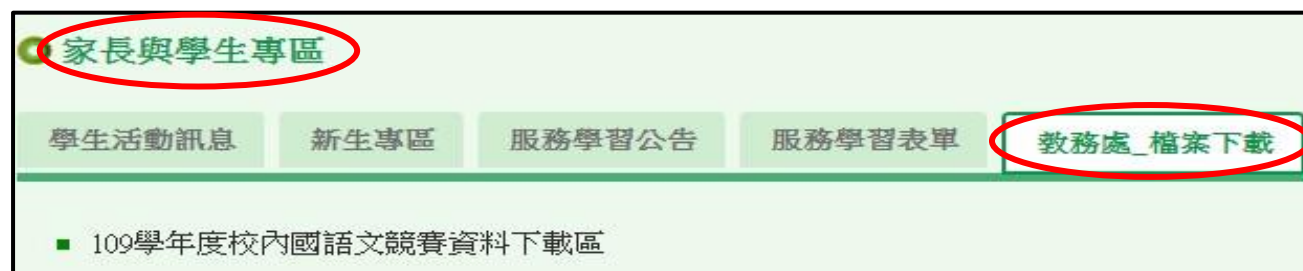 家長與學生專區
學生活動訊息 新生專區 服務學習公告 服務學習表單 教務處_檔案下載
109學年度校內國語文競賽資料下載區